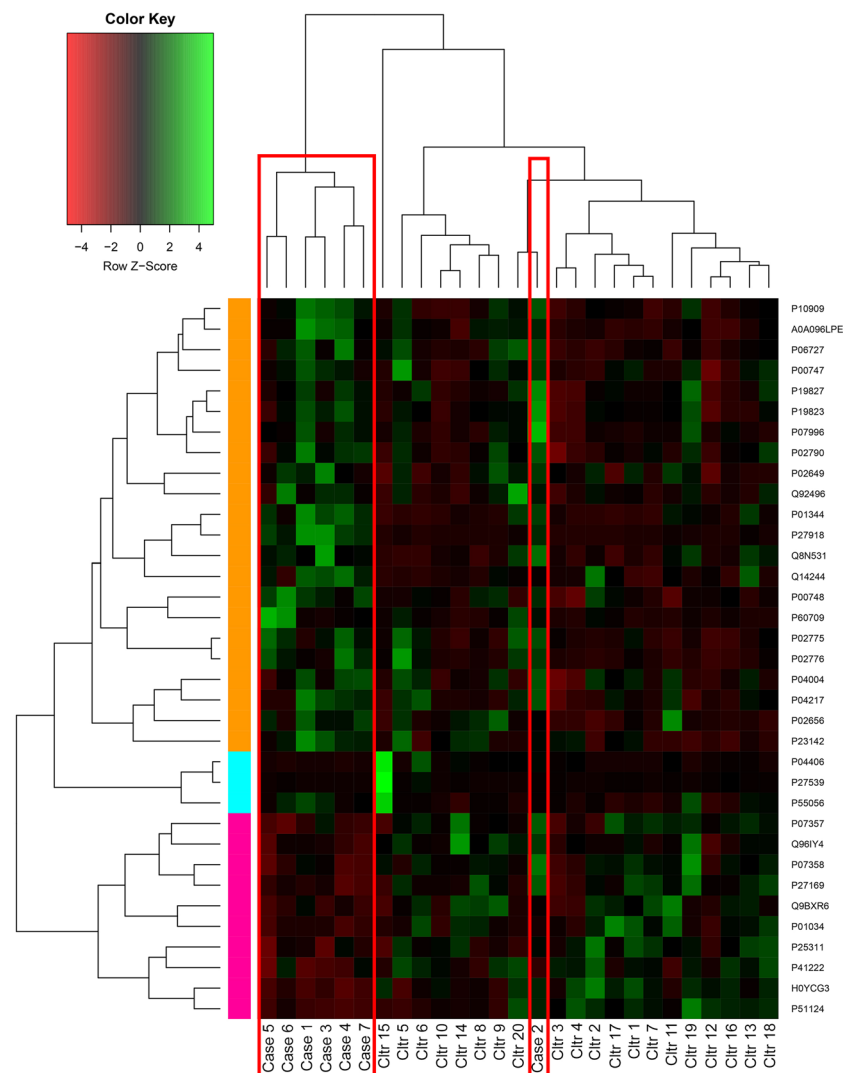 Color Key
−4 −2 0 2 4
Row Z−Score
P10909
A0A096LPE
P06727
P00747
P19827
P19823
P07996
P02790
P02649
Q92496
P01344
P27918
Q8N531
Q14244
P00748
P60709
P02775
P02776
P04004
P04217
P02656
P23142
P04406
P27539
P55056
P07357
Q96IY4
P07358
P27169
Q9BXR6
P01034
P25311
P41222
H0YCG3
P51124
Case 5
Case 6
Case 1
Case 3
Case 4
Case 7
Cltr 15
Cltr 5
Cltr 6
Cltr 10
Cltr 14
Cltr 8
Cltr 9
Cltr 20
Case 2
Cltr 3
Cltr 4
Cltr 2
Cltr 17
Cltr 1
Cltr 7
Cltr 11
Cltr 19
Cltr 12
Cltr 16
Cltr 13
Cltr 18